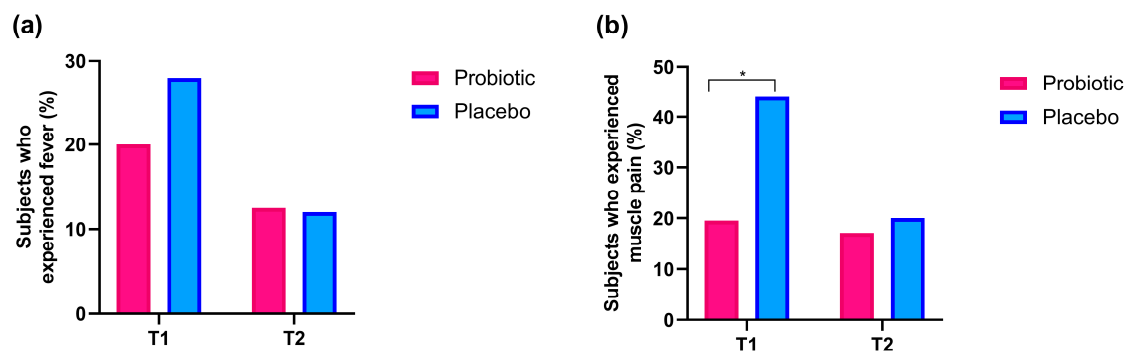 (a)
Subjects who
experienced fever (%)
30
20
10
0
T1
T2
Probiotic
Placebo
(b)
Subjects who experienced
muscle pain (%)
50
40
30
20
10
0
*
T1
T2
Probiotic
Placebo